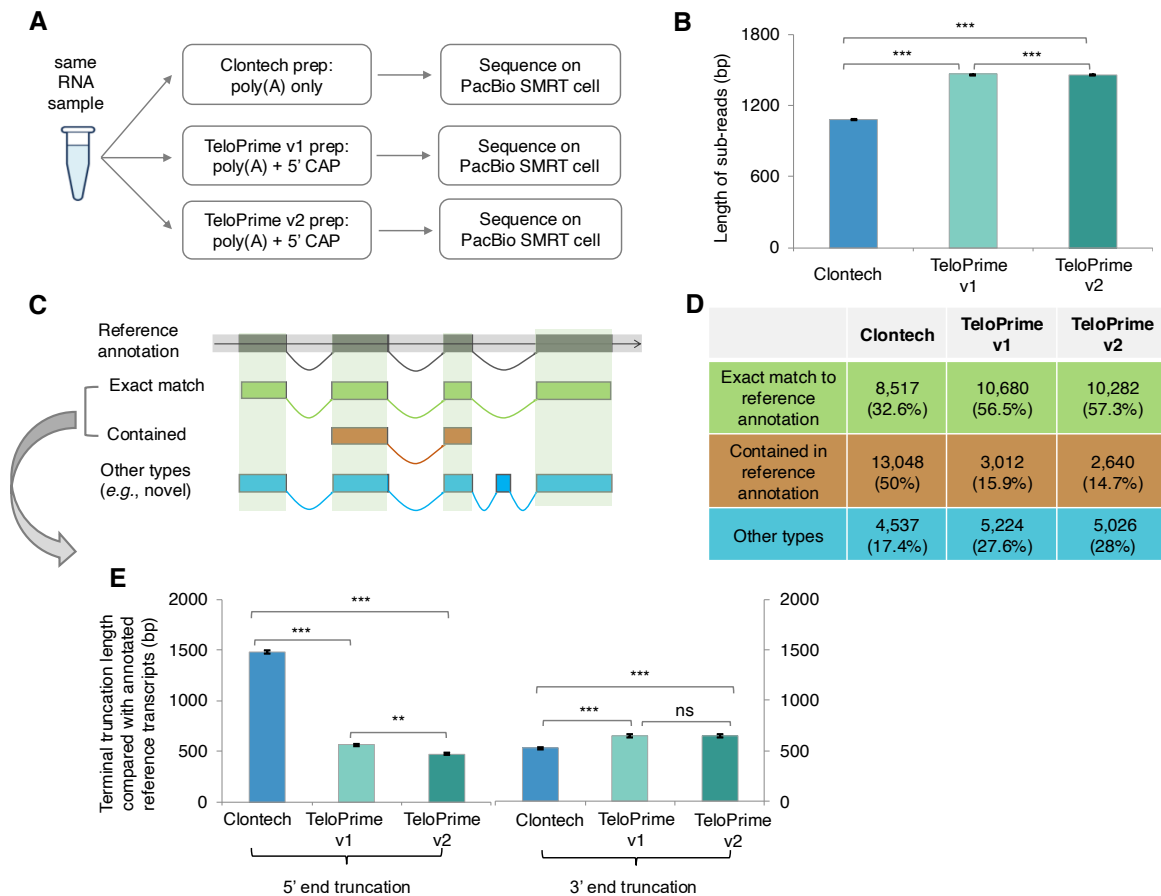 A
same
RNA
sample
Clontech prep:
poly(A) only
Sequence on
PacBio SMRT cell
TeloPrime v1 prep:
poly(A) + 5' CAP
Sequence on
PacBio SMRT cell
TeloPrime v2 prep:
poly(A) + 5' CAP
Sequence on
PacBio SMRT cell
B
Length of sub-reads (bp)
1800
1200
600
0
***
***
***
Clontech
TeloPrime
v1
TeloPrime
v2
C
Reference
annotation
Exact match
Contained
Other types
(e.g., novel)
D
Clontech
TeloPrime
v1
TeloPrime
v2
Exact match to
reference
annotation
8,517
(32.6%)
10,680
(56.5%)
10,282
(57.3%)
Contained in
reference
annotation
13,048
(50%)
3,012
(15.9%)
2,640
(14.7%)
Other types
4,537
(17.4%)
5,224
(27.6%)
5,026
(28%)
E
Terminal truncation length
compared with annotated
reference transcripts (bp)
2000
1500
1000
500
0
***
***
**
***
***
ns
2000
1500
1000
500
0
Clontech
TeloPrime
v1
TeloPrime
v2
Clontech
TeloPrime
v1
TeloPrime
v2
5' end truncation
3' end truncation